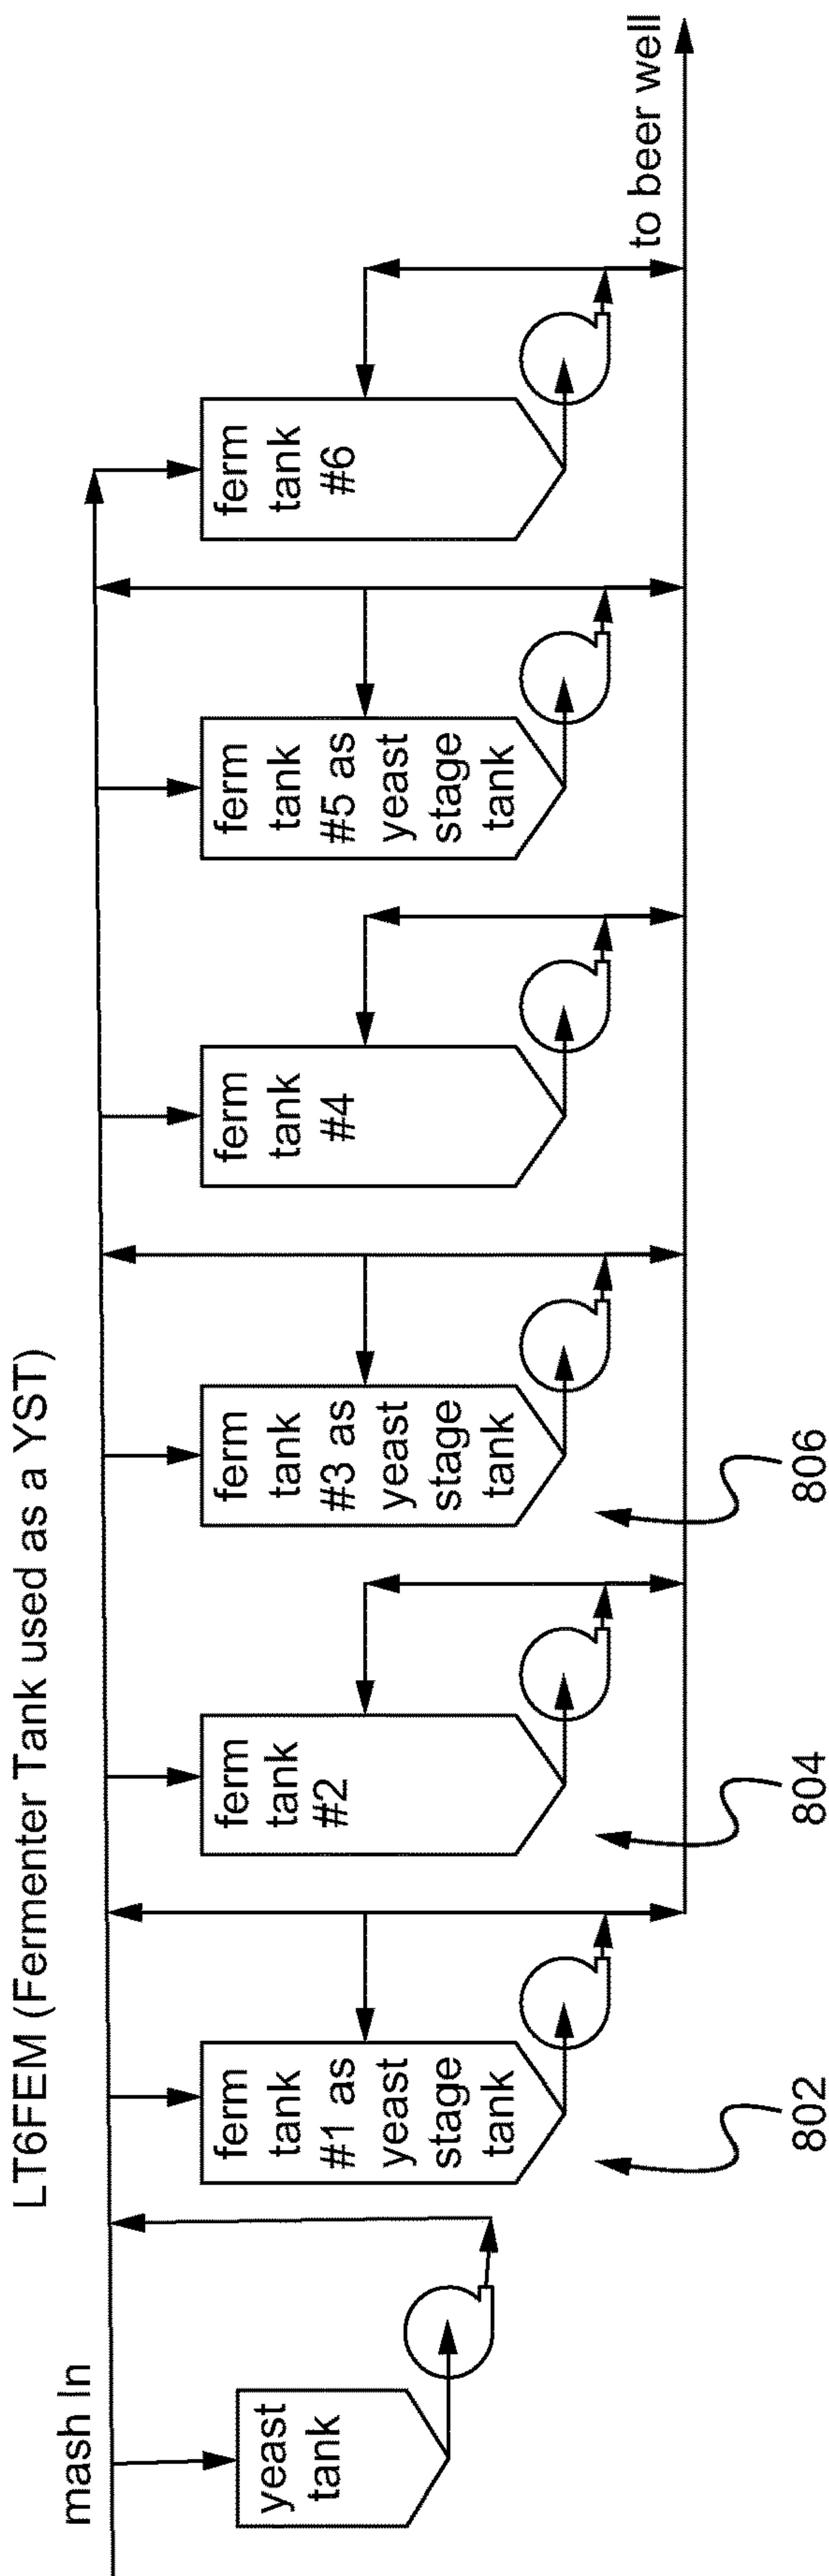 LT6FEM (Fermenter Tank used as a YST)
mash In
yeast
tank
ferm
tank
#1 as
yeast
stage
tank
ferm
tank
#2
ferm
tank
#3 as
yeast
stage
tank
ferm
tank
#4
ferm
tank
#5 as
yeast
stage
tank
ferm
tank
#6
to beer well
802
804
806